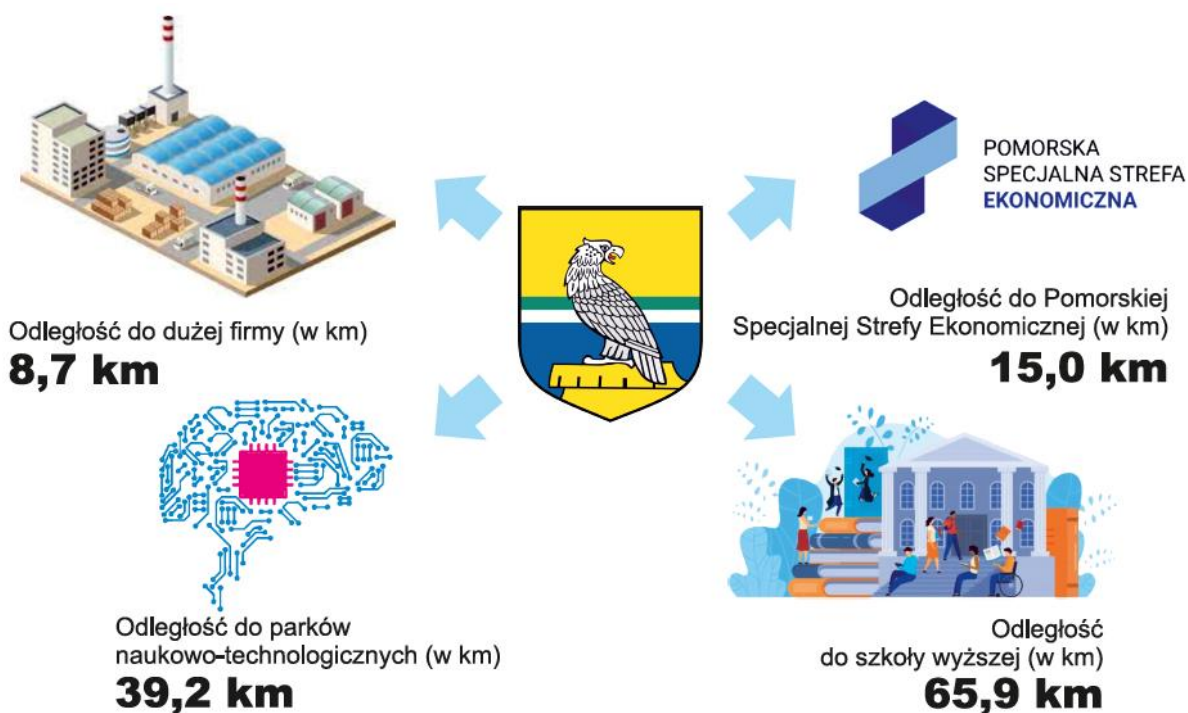 POMORSKA
SPECJALNA STREFA
EKONOMICZNA
Odległość do dużej firmy (w km)
8,7 km
Odległość do Pomorskiej
Specjalnej Strefy Ekonomicznej (w km)
15,0 km
Odległość do parków
naukowo-technologicznych (w km)
39,2 km
Odległość
do szkoły wyższej (w km)
65,9 km